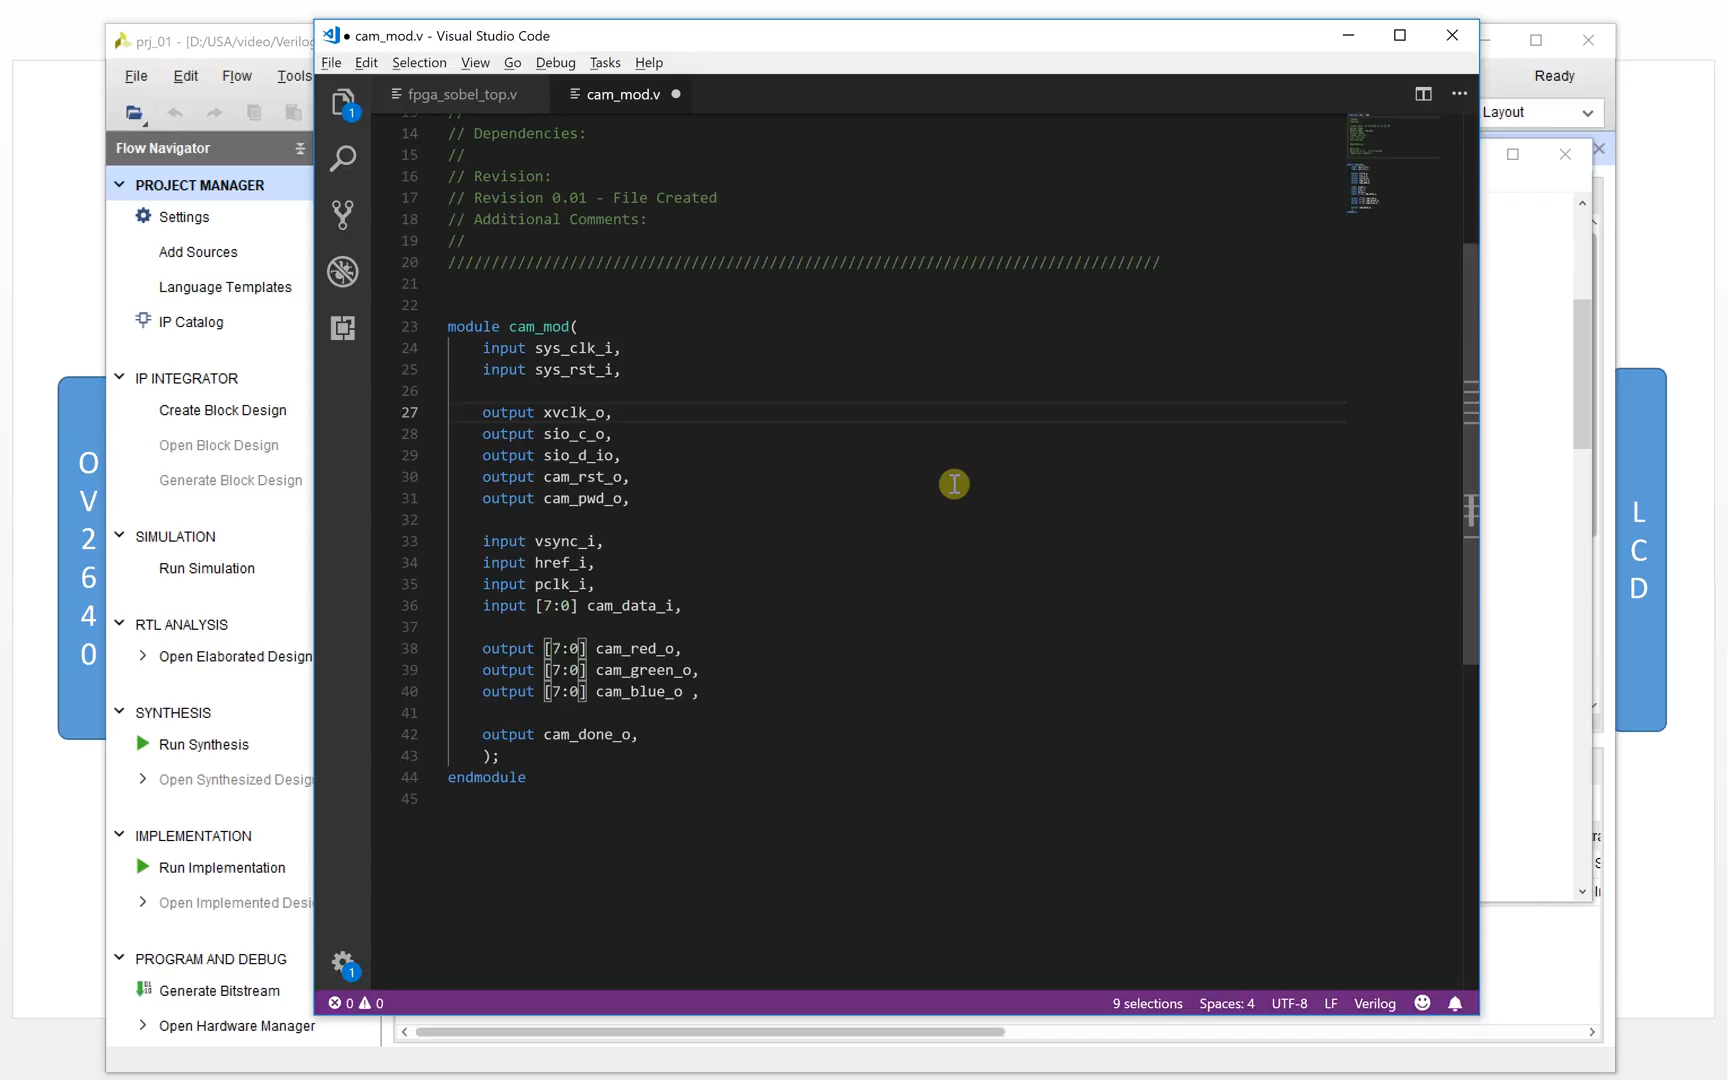 prj_01 - [D:/USA/video/Verilog
File Edit Flow Tools
Flow Navigator
PROJECT MANAGER
Settings
Add Sources
Language Templates
IP Catalog
IP INTEGRATOR
Create Block Design
Open Block Design
Generate Block Design
SIMULATION
Run Simulation
RTL ANALYSIS
Open Elaborated Design
SYNTHESIS
Run Synthesis
Open Synthesized Desig
IMPLEMENTATION
Run Implementation
Open Implemented Desi
PROGRAM AND DEBUG
Generate Bitstream
Open Hardware Manager
O
V
2
6
4
0
● cam_mod.v - Visual Studio Code
File Edit Selection View Go Debug Tasks Help
1
fpga_sobel_top.v
cam_mod.v
14 // Dependencies:
15 //
16 // Revision:
17 // Revision 0.01 - File Created
18 // Additional Comments:
19 //
20 //////////////////////////////////////////////////////////////////////////////////
21
22
23 module cam_mod(
24 input sys_clk_i,
25 input sys_rst_i,
26
27 output xvclk_o,
28 output sio_c_o,
29 output sio_d_io,
30 output cam_rst_o,
31 output cam_pwd_o,
32
33 input vsync_i,
34 input href_i,
35 input pclk_i,
36 input [7:0] cam_data_i,
37
38 output [7:0] cam_red_o,
39 output [7:0] cam_green_o,
40 output [7:0] cam_blue_o ,
41
42 output cam_done_o,
43 );
44 endmodule
45
1
0 0
9 selections Spaces: 4 UTF-8 LF Verilog
Ready
Layout
L
C
D